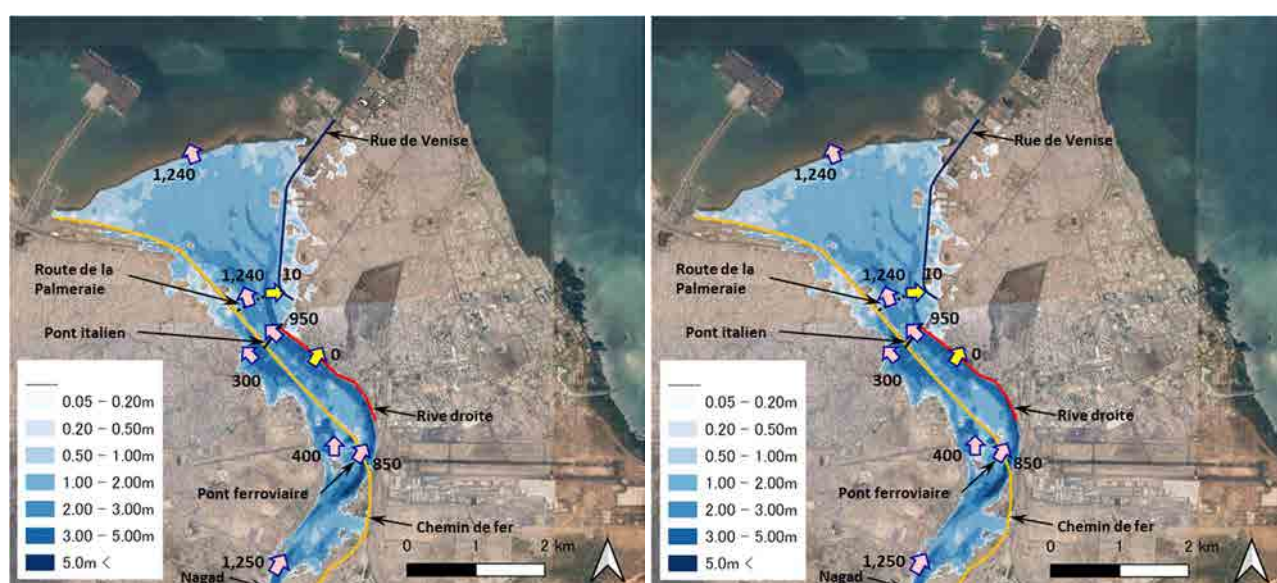 Rue de Venise
1,240
Route de la
Palmeraie
1,240
10
Pont italien
950
0
300
Rive droite
400
850
Pont ferroviaire
Chemin de fer
1,250
Nagad
0.05 - 0.20m
0.20 - 0.50m
0.50 - 1.00m
1.00 - 2.00m
2.00 - 3.00m
3.00 - 5.00m
5.0m <
0 1 2 km
Rue de Venise
1,240
Route de la
Palmeraie
1,240
10
Pont italien
950
0
300
Rive droite
400
850
Pont ferroviaire
Chemin de fer
1,250
Nagad
0.05 - 0.20m
0.20 - 0.50m
0.50 - 1.00m
1.00 - 2.00m
2.00 - 3.00m
3.00 - 5.00m
5.0m <
0 1 2 km